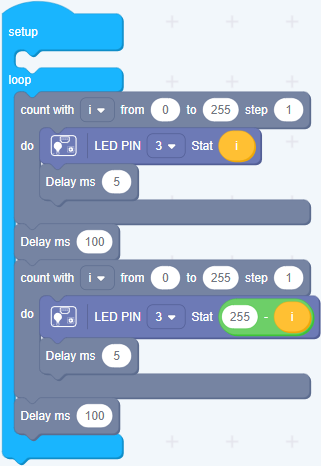 setup
loop
count with i from 0 to 255 step 1
do LED PIN 3 Stat i
Delay ms 5
Delay ms 100
count with i from 0 to 255 step 1
do LED PIN 3 Stat 255 - i
Delay ms 5
Delay ms 100